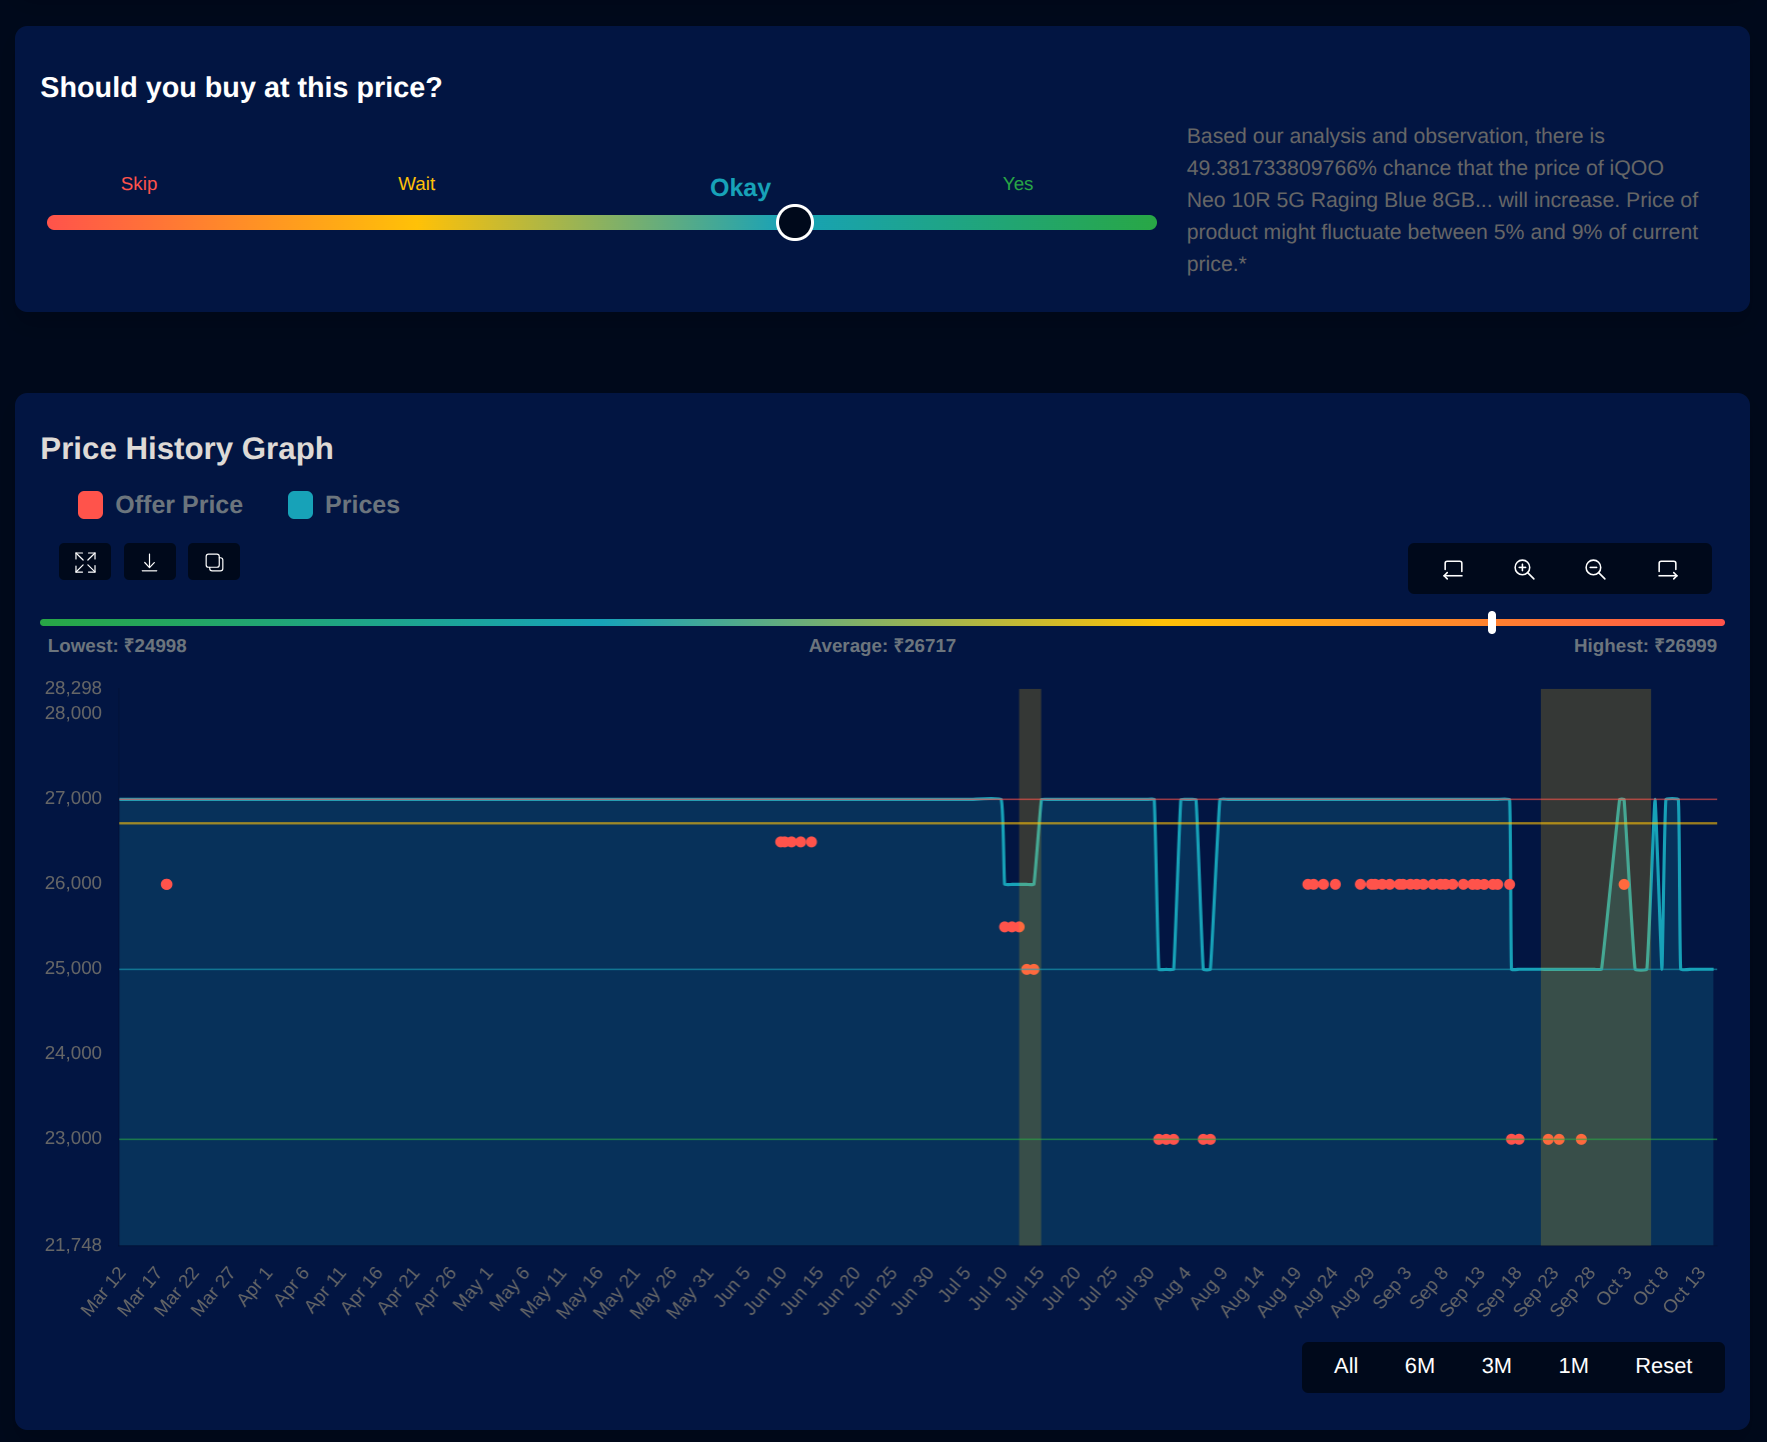 Should you buy at this price?
Skip
Wait
Okay
Yes
Based our analysis and observation, there is
49.381733809766% chance that the price of iQOO
Neo 10R 5G Raging Blue 8GB... will increase. Price of
product might fluctuate between 5% and 9% of current
price.*
Price History Graph
Offer Price
Prices
Lowest: ₹24998
Average: ₹26717
Highest: ₹26999
28,298
28,000
27,000
26,000
25,000
24,000
23,000
21,748
Mar 12
Mar 17
Mar 22
Mar 27
Apr 1
Apr 6
Apr 11
Apr 16
Apr 21
Apr 26
May 1
May 6
May 11
May 16
May 21
May 26
May 31
Jun 5
Jun 10
Jun 15
Jun 20
Jun 25
Jun 30
Jul 5
Jul 10
Jul 15
Jul 20
Jul 25
Jul 30
Aug 4
Aug 9
Aug 14
Aug 19
Aug 24
Aug 29
Sep 3
Sep 8
Sep 13
Sep 18
Sep 23
Sep 28
Oct 3
Oct 8
Oct 13
All
6M
3M
1M
Reset